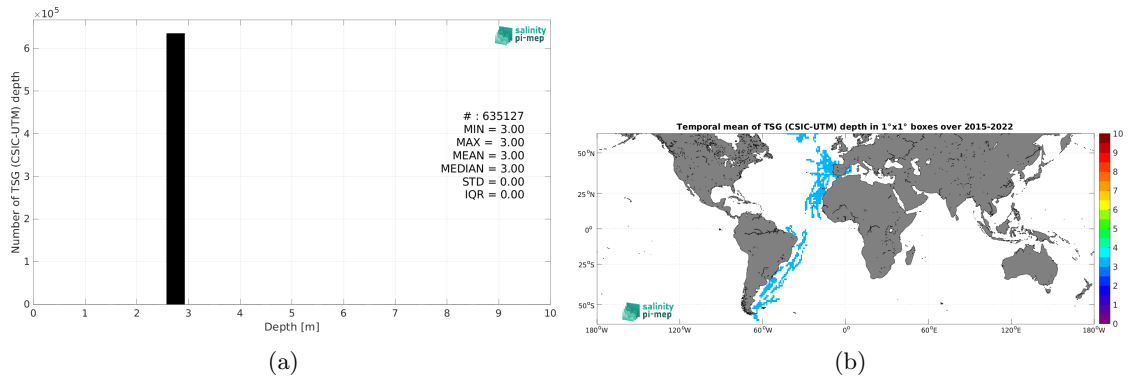 ×10⁵
salinity
pi-mep
Number of TSG (CSIC-UTM) depth
6
5
4
3
2
1
0
# : 635127
MIN = 3.00
MAX = 3.00
MEAN = 3.00
MEDIAN = 3.00
STD = 0.00
IQR = 0.00
0 1 2 3 4 5 6 7 8 9 10
Depth [m]
(a)
Temporal mean of TSG (CSIC-UTM) depth in 1°x1° boxes over 2015-2022
50°N
25°N
0°
25°S
50°S
salinity
pi-mep
180°W 120°W 60°W 0° 60°E 120°E 180°W
10
9
8
7
6
5
4
3
2
1
0
(b)